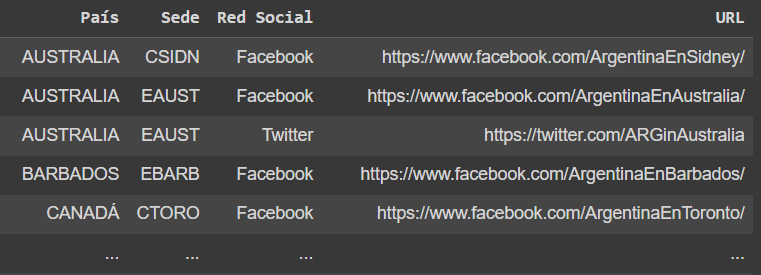 País Sede Red Social URL
AUSTRALIA CSIDN Facebook https://www.facebook.com/ArgentinaEnSidney/
AUSTRALIA EAUST Facebook https://www.facebook.com/ArgentinaEnAustralia/
AUSTRALIA EAUST Twitter https://twitter.com/ARGinAustralia
BARBADOS EBARB Facebook https://www.facebook.com/ArgentinaEnBarbados/
CANADÁ CTORO Facebook https://www.facebook.com/ArgentinaEnToronto/
... ... ... ...